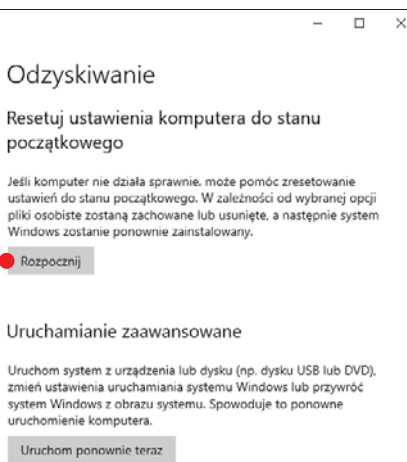 Odzyskiwanie
Resetuj ustawienia komputera do stanu
początkowego
Jeśli komputer nie działa sprawnie, może pomóc zresetowanie
ustawień do stanu początkowego. W zależności od wybranej opcji
pliki osobiste zostaną zachowane lub usunięte, a następnie system
Windows zostanie ponownie zainstalowany.
Rozpocznij
Uruchamianie zaawansowane
Uruchom system z urządzenia lub dysku (np. dysku USB lub DVD),
zmień ustawienia uruchamiania systemu Windows lub przywróć
system Windows z obrazu systemu. Spowoduje to ponowne
uruchomienie komputera.
Uruchom ponownie teraz